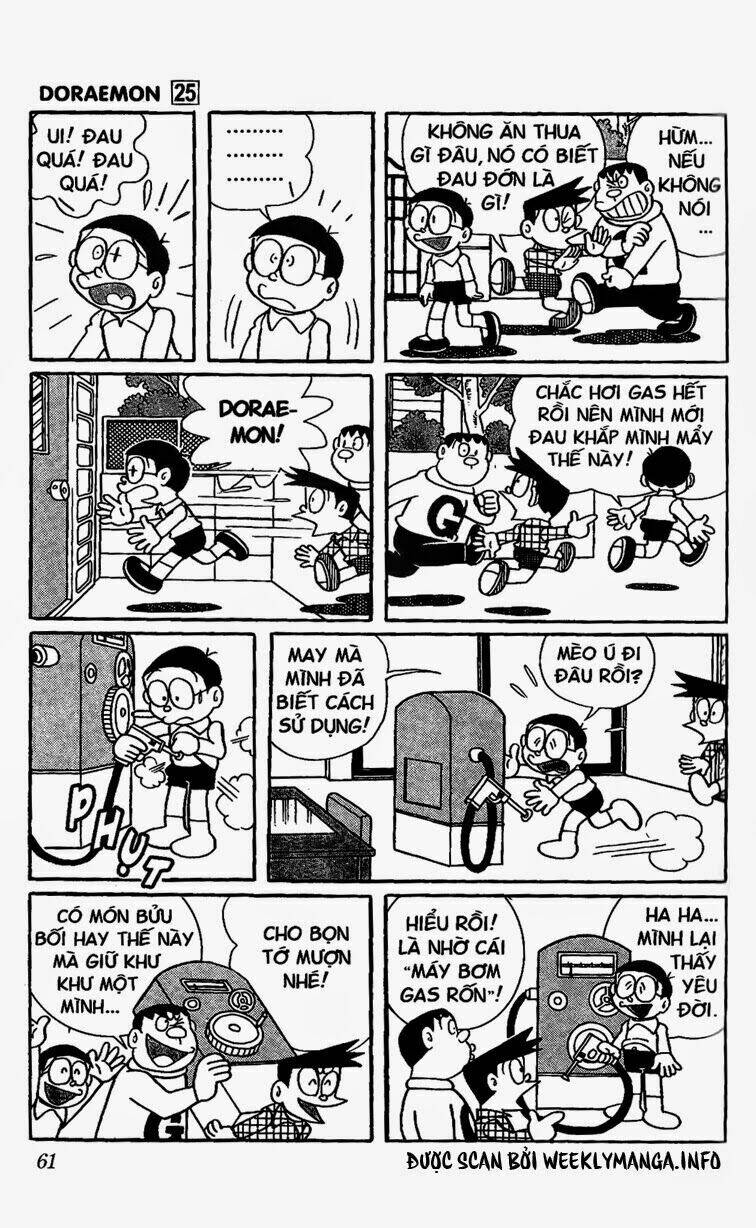 DORAEMON 25
HỪM...
NẾU
KHÔNG
NÓI
...
KHÔNG ĂN THUA
GÌ ĐÂU, NÓ CÓ BIẾT
ĐAU ĐỚN LÀ
GÌ!
..........
..........
..........
UI! ĐAU
QUÁ! ĐAU
QUÁ!
CHẮC HƠI GAS HẾT
RỒI NÊN MÌNH MỚI
ĐAU KHẮP MÌNH MẨY
THẾ NÀY!
G
DORAE-
MON!
MÈO Ú ĐI
ĐÂU RỒI?
MAY MÀ
MÌNH ĐÃ
BIẾT CÁCH
SỬ DỤNG!
PHỤT
HA HA...
MÌNH LẠI
THẤY
YÊU
ĐỜI.
HIỂU RỒI!
LÀ NHỜ CÁI
“MÁY BƠM
GAS RỐN”!
CHO BỌN
TỚ MƯỢN
NHÉ!
CÓ MÓN BỬU
BỐI HAY THẾ NÀY
MÀ GIỮ KHƯ
KHƯ MỘT
MÌNH...
G
61
ĐƯỢC SCAN BỞI WEEKLYMANGA.INFO